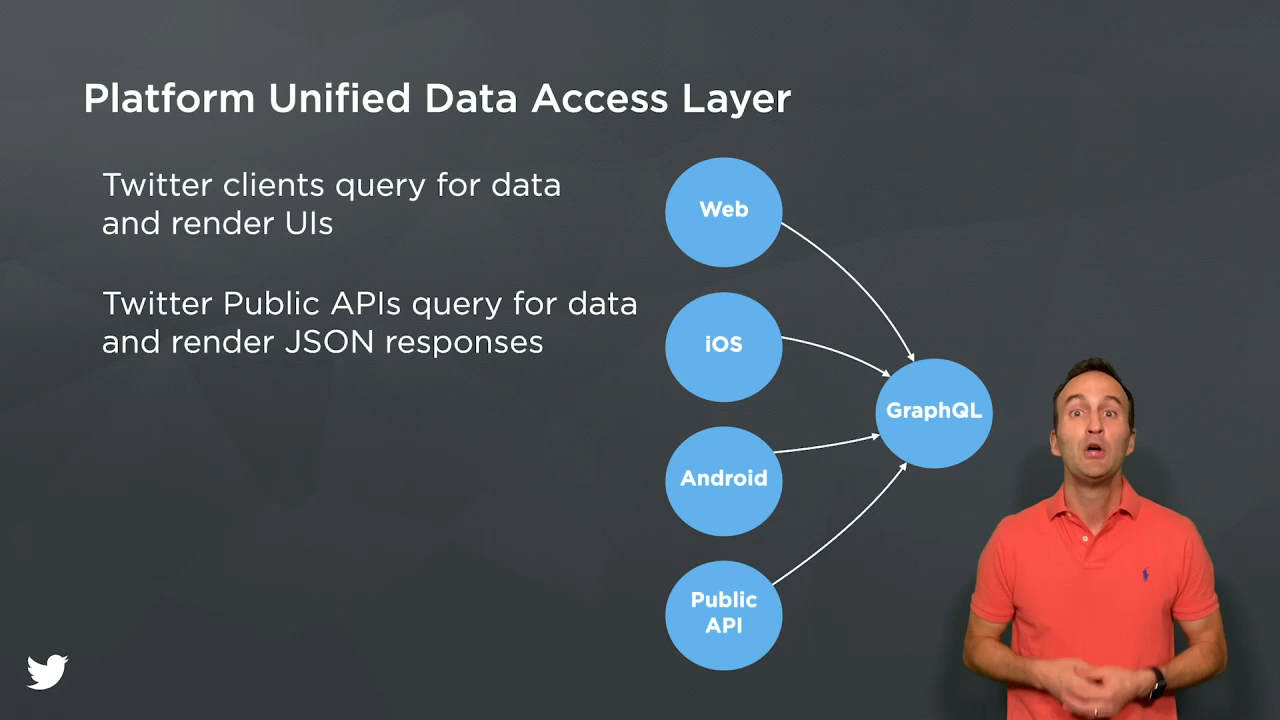 Platform Unified Data Access Layer
Twitter clients query for data
and render UIs
Twitter Public APIs query for data
and render JSON responses
Web
iOS
GraphQL
Android
Public
API